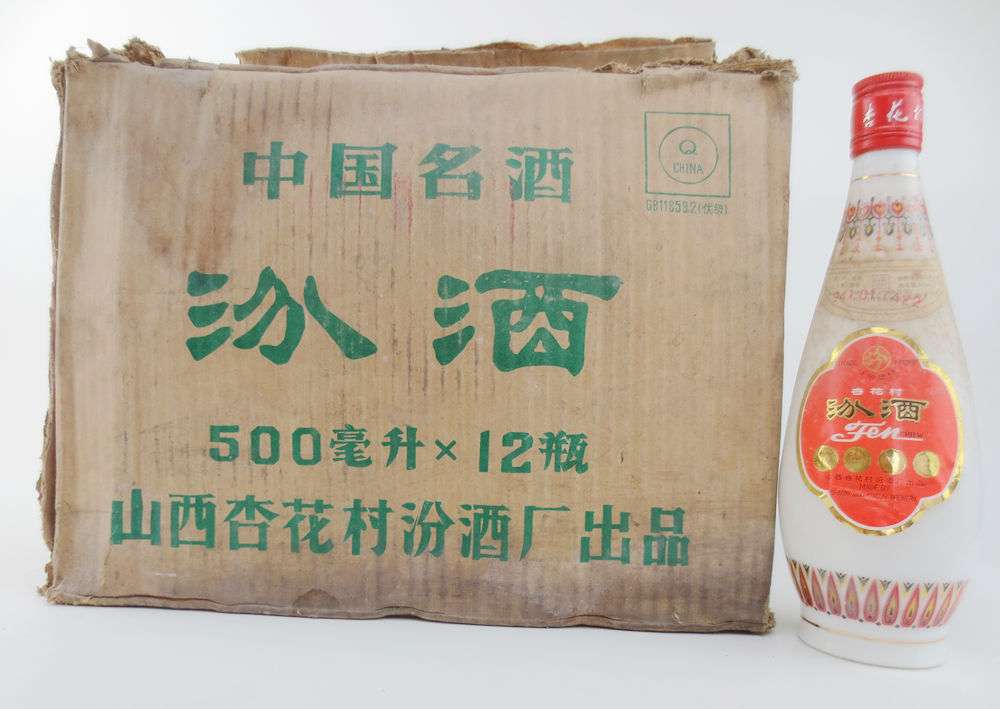 中国名酒
Q
CHINA
GB11859.2(优级)
汾酒
500毫升×12瓶
山西杏花村汾酒厂出品
杏花村
杏花村
汾酒
Fen